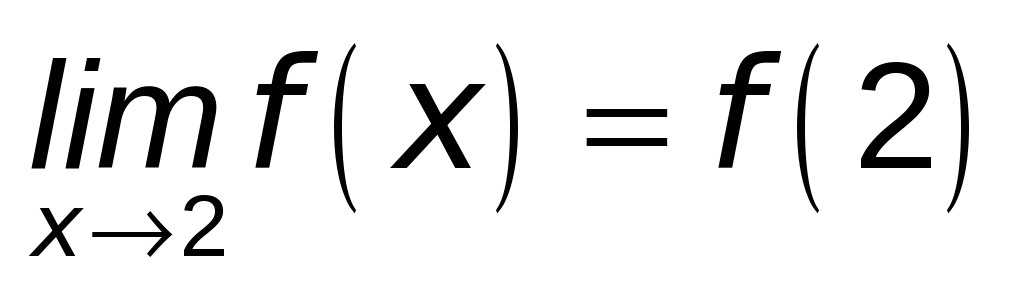 lim f(x) = f(2)
x→2